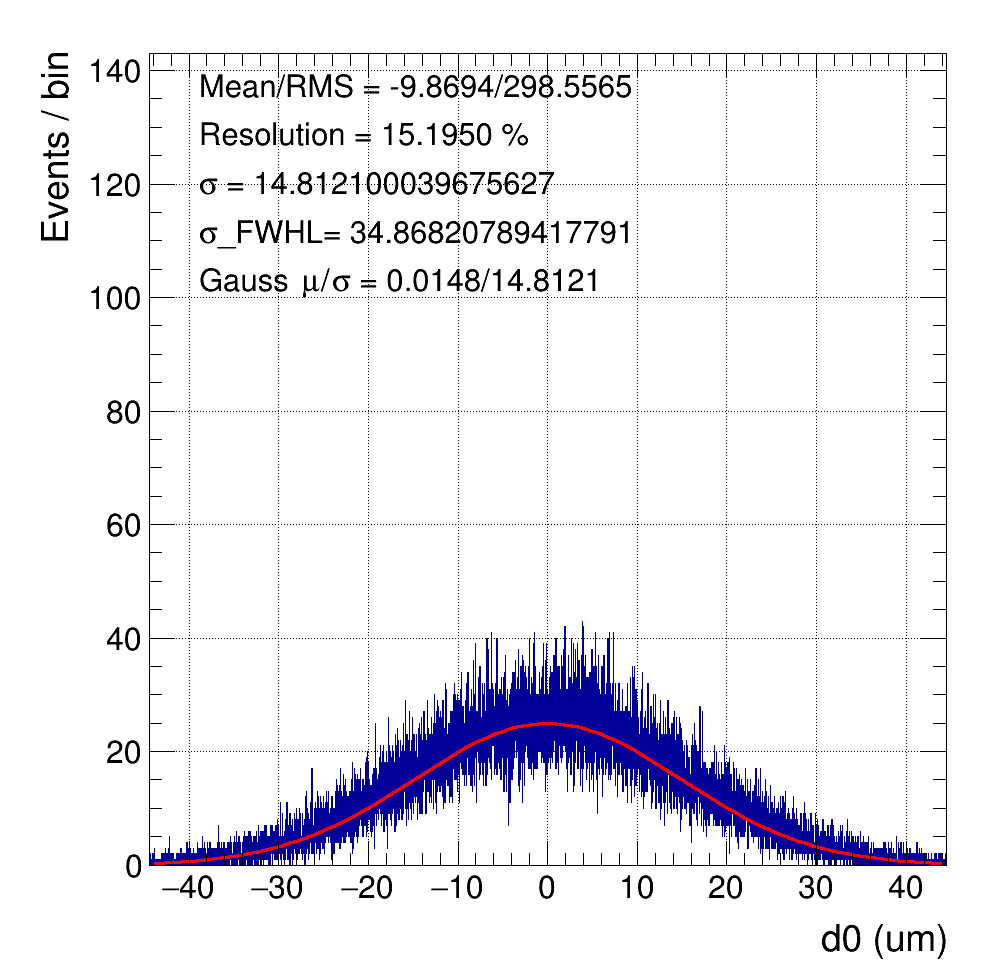 Events / bin
140
120
100
80
60
40
20
0
Mean/RMS = -9.8694/298.5565
Resolution = 15.1950 %
σ = 14.812100039675627
σ_FWHL= 34.86820789417791
Gauss μ/σ = 0.0148/14.8121
−40 −30 −20 −10 0 10 20 30 40
d0 (um)